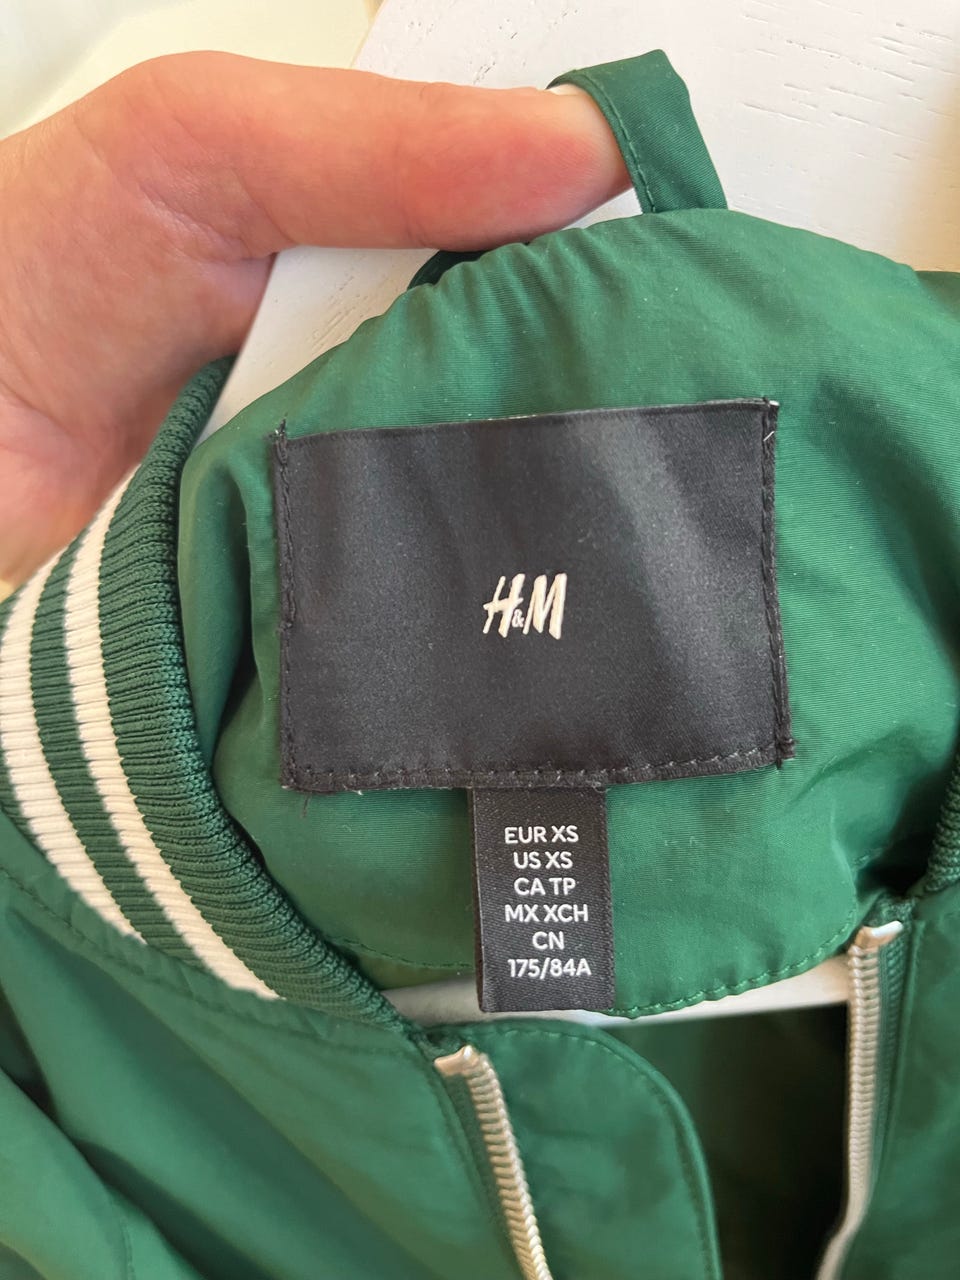 H&M
EUR XS
US XS
CA TP
MX XCH
CN
175/84A